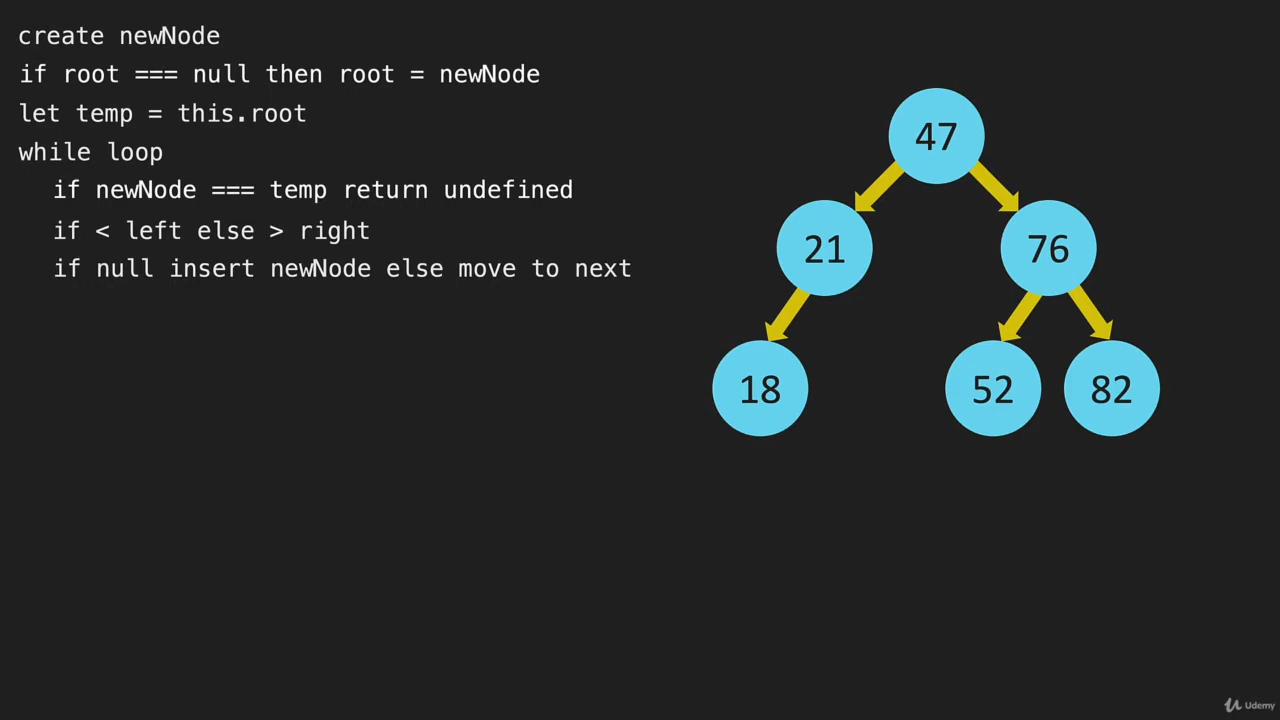 create newNode
if root === null then root = newNode
let temp = this.root
while loop
if newNode === temp return undefined
if < left else > right
if null insert newNode else move to next
47
21
76
18
52
82
Udemy